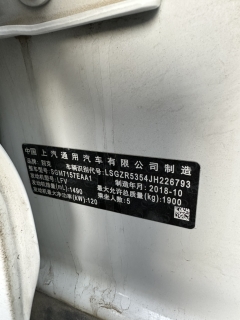 中国 上汽通用汽车有限公司 制造
品牌: 别克 车辆识别代号:LSGZR5354JH226793
整车型号:SGM7157EAA1 制造年月:2018-10
发动机型号:LFV 最大允许总质量(kg):1900
发动机排量(mL):1490 乘坐人数:5
发动机最大净功率(kW):120